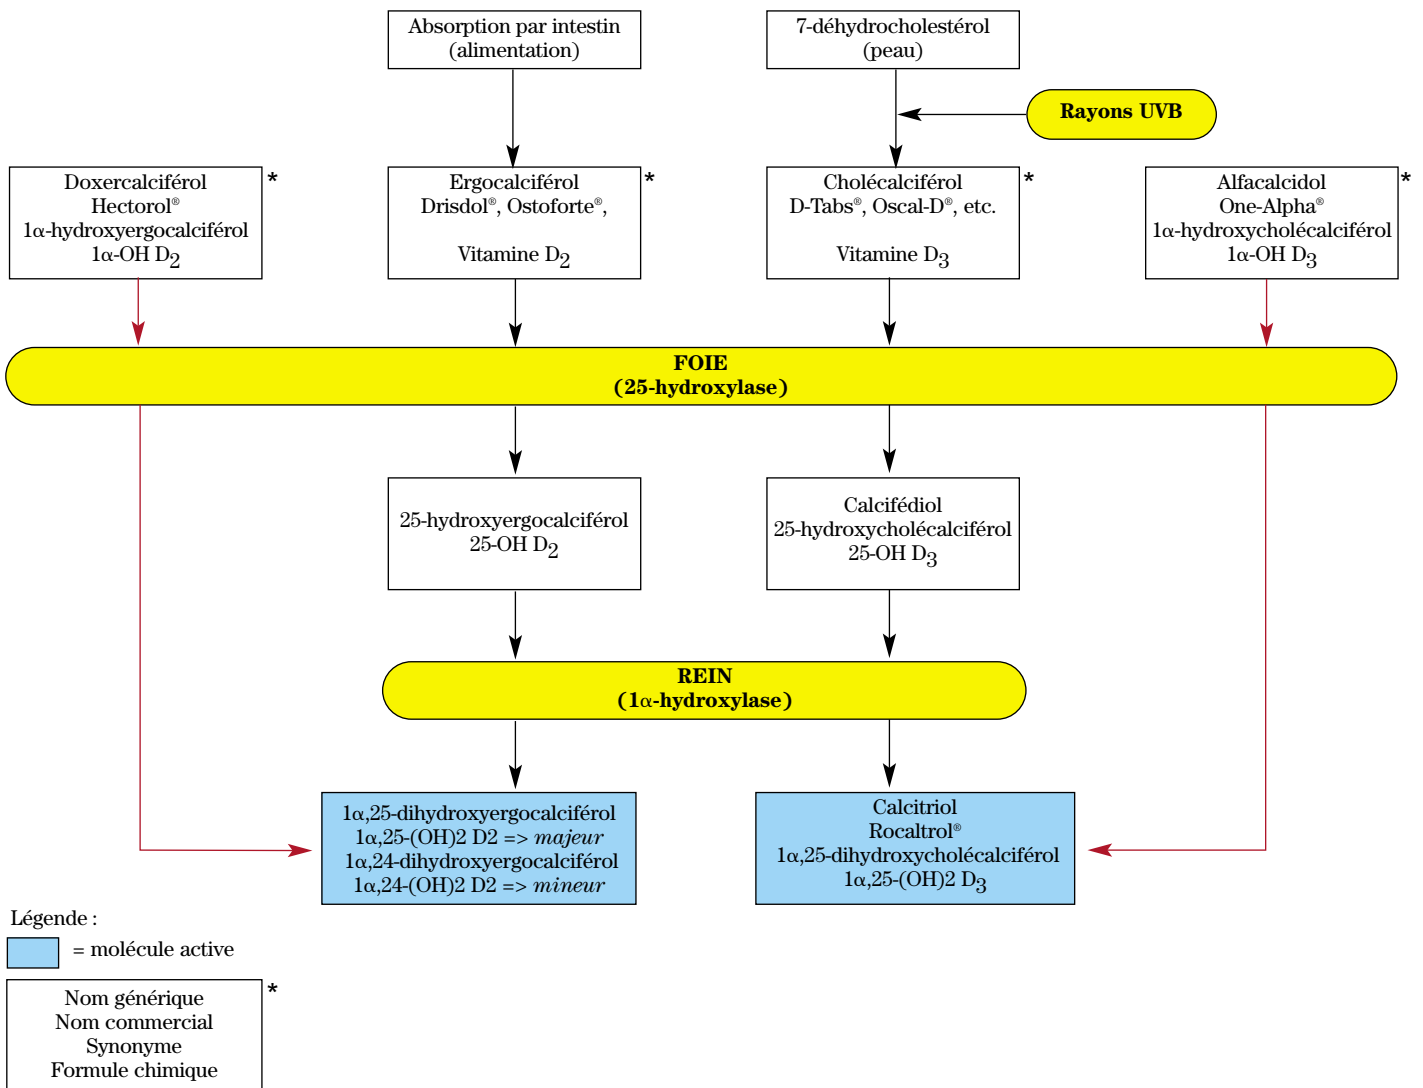 Absorption par intestin
(alimentation)
7-déhydrocholestérol
(peau)
Rayons UVB
Doxercalciférol
Hectorol®
1α-hydroxyergocalciférol
1α-OH D2
*
Ergocalciférol
Drisdol®, Ostoforte®,
Vitamine D2
*
Cholécalciférol
D-Tabs®, Oscal-D®, etc.
Vitamine D3
*
Alfacalcidol
One-Alpha®
1α-hydroxycholécalciférol
1α-OH D3
*
FOIE
(25-hydroxylase)
25-hydroxyergocalciférol
25-OH D2
Calcifédiol
25-hydroxycholécalciférol
25-OH D3
REIN
(1α-hydroxylase)
1α,25-dihydroxyergocalciférol
1α,25-(OH)2 D2 => majeur
1α,24-dihydroxyergocalciférol
1α,24-(OH)2 D2 => mineur
Calcitriol
Rocaltrol®
1α,25-dihydroxycholécalciférol
1α,25-(OH)2 D3
Légende :
= molécule active
Nom générique
Nom commercial
Synonyme
Formule chimique
*